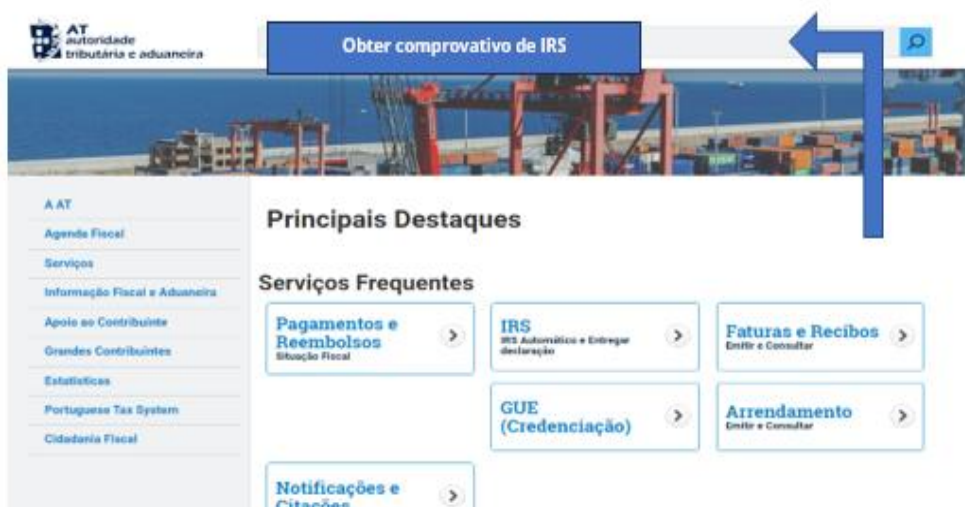 AT
autoridade
tributária e aduaneira
Obter comprovativo de IRS
A AT
Agenda Fiscal
Serviços
Informação Fiscal e Aduaneira
Apoio ao Contribuinte
Grandes Contribuintes
Estatísticas
Portuguese Tax System
Cidadania Fiscal
Principais Destaques
Serviços Frequentes
Pagamentos e
Reembolsos
Situação Fiscal
IRS
IRS Automático e Entregar
declaração
Faturas e Recibos
Emitir e Consultar
GUE
(Credenciação)
Arrendamento
Emitir e Consultar
Notificações e
Citações